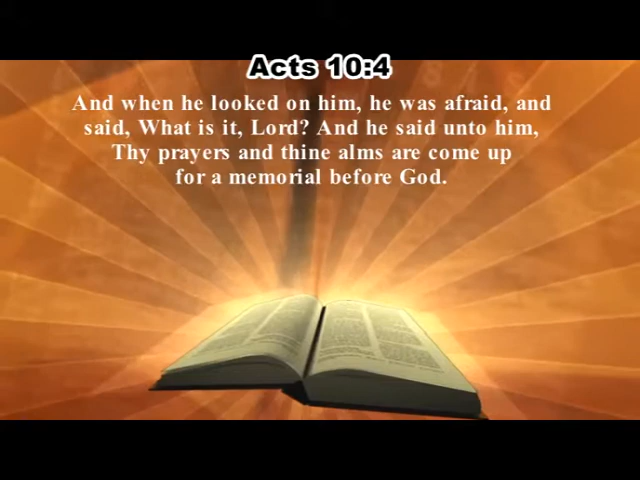 Acts 10:4
And when he looked on him, he was afraid, and
said, What is it, Lord? And he said unto him,
Thy prayers and thine alms are come up
for a memorial before God.